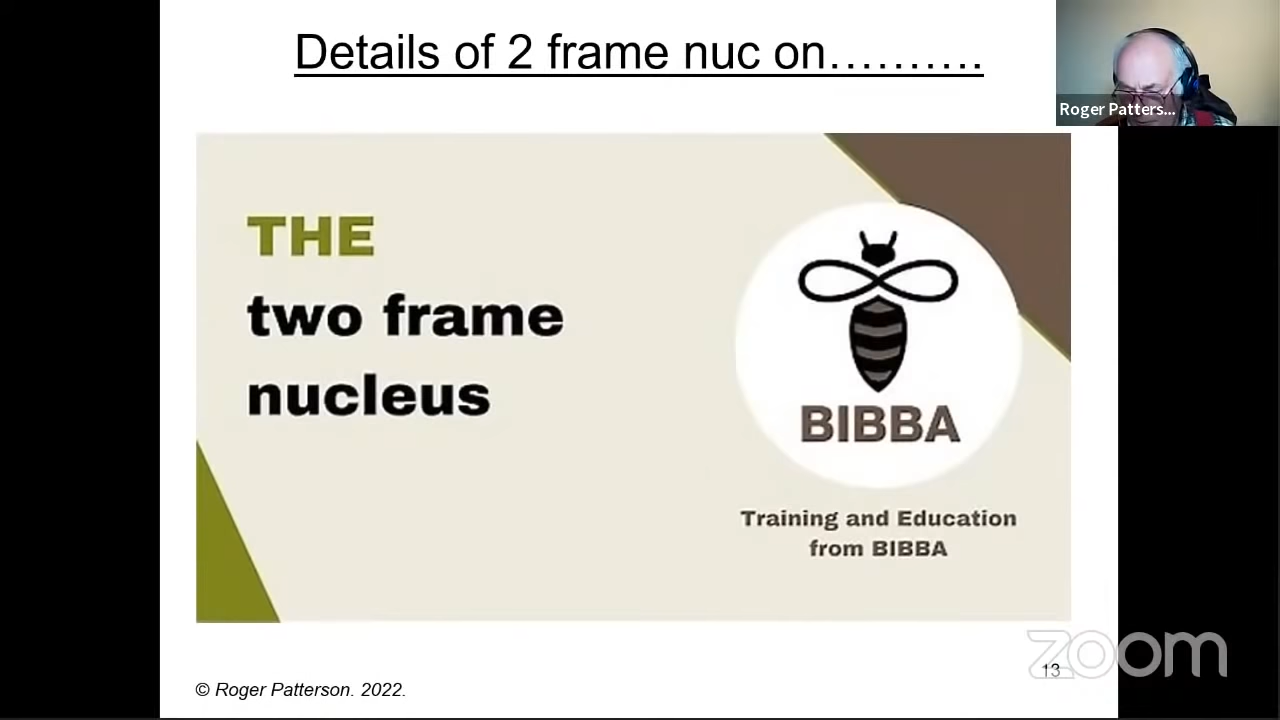 Details of 2 frame nuc on……….
Roger Patters...
THE
two frame
nucleus
BIBBA
Training and Education
from BIBBA
© Roger Patterson. 2022.
13
zoom